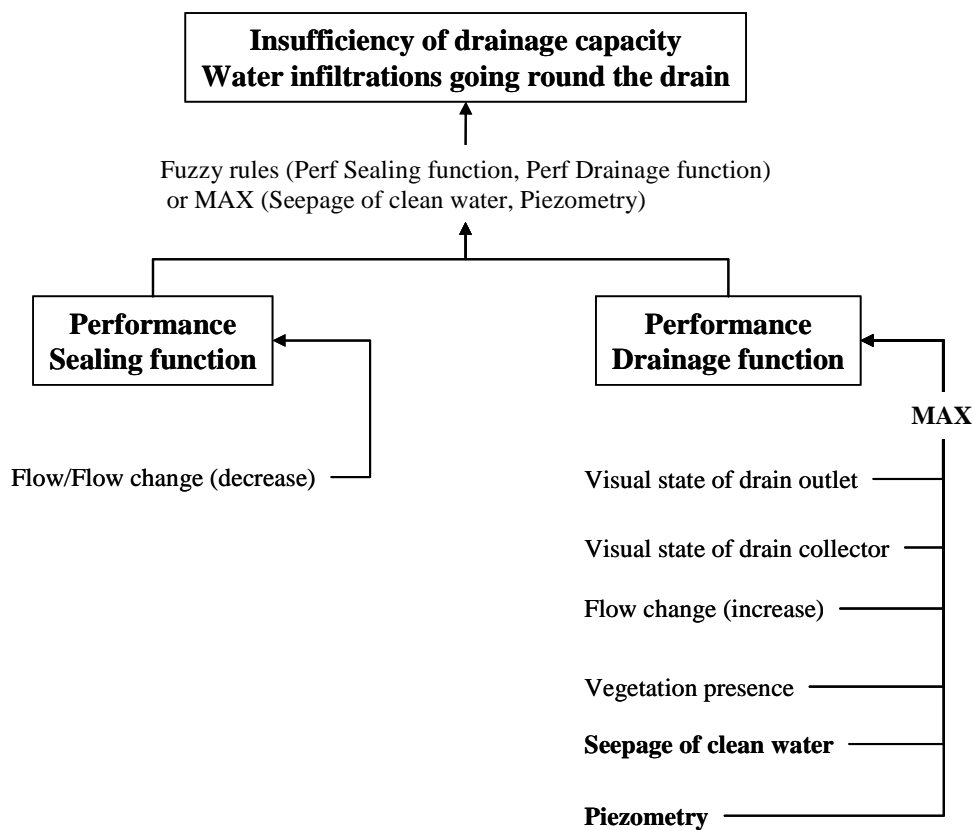 Insufficiency of drainage capacity
Water infiltrations going round the drain
Fuzzy rules (Perf Sealing function, Perf Drainage function)
or MAX (Seepage of clean water, Piezometry)
Performance
Sealing function
Performance
Drainage function
MAX
Flow/Flow change (decrease)
Visual state of drain outlet
Visual state of drain collector
Flow change (increase)
Vegetation presence
Seepage of clean water
Piezometry